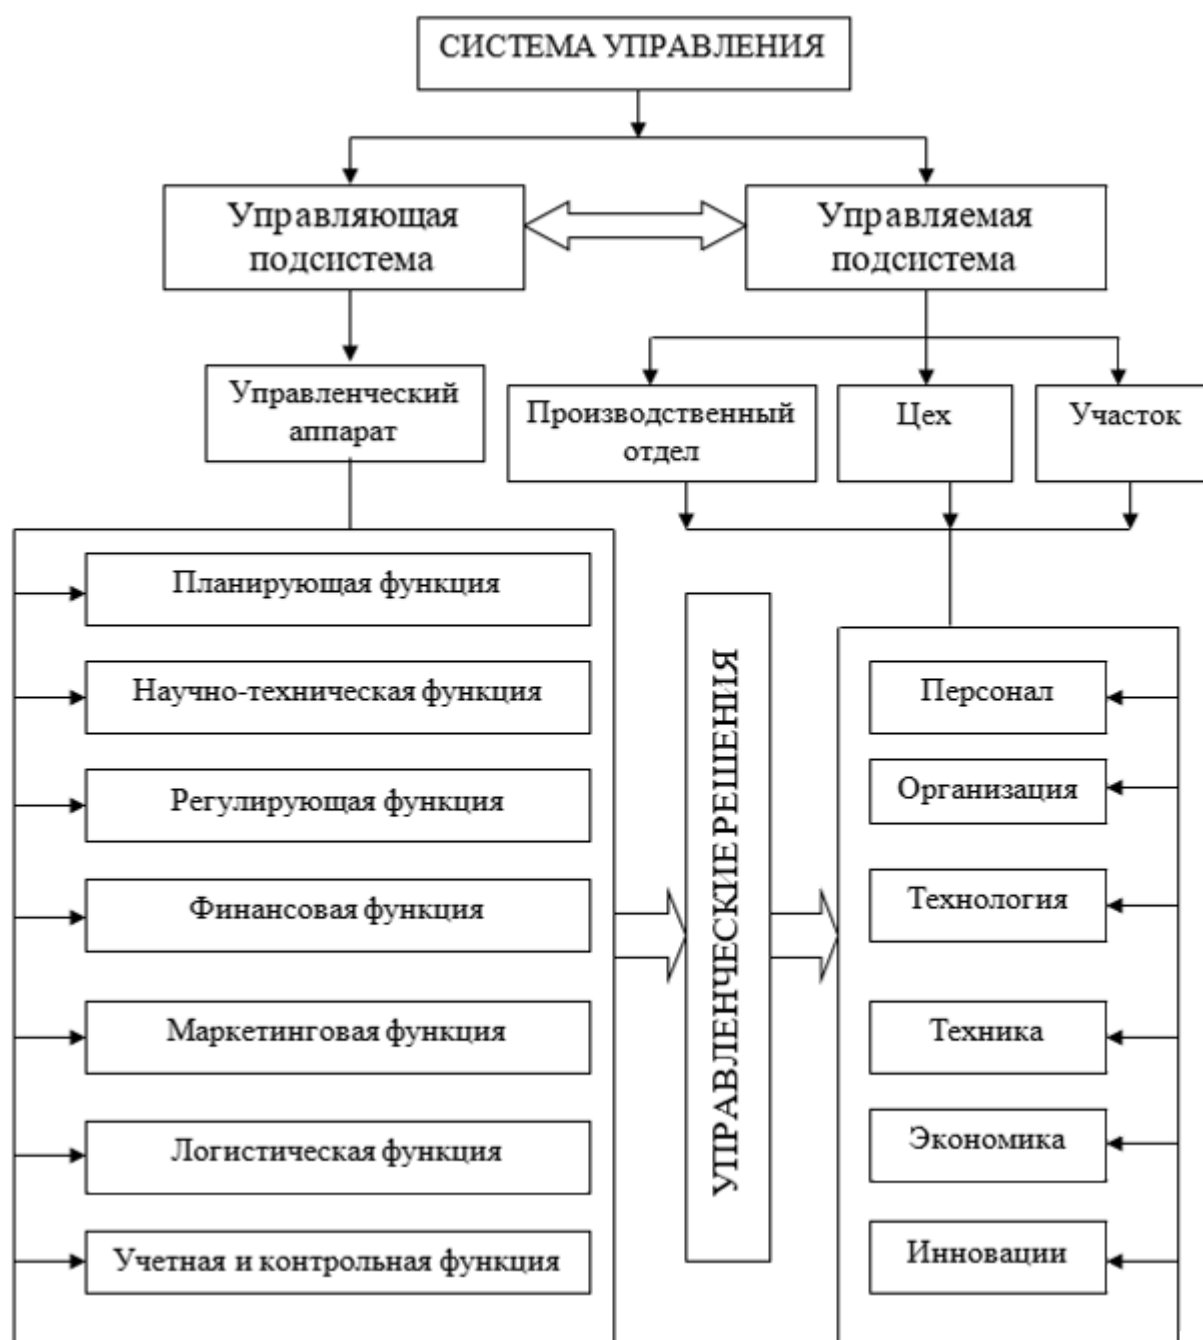 СИСТЕМА УПРАВЛЕНИЯ
Управляющая
подсистема
Управляемая
подсистема
Управленческий
аппарат
Производственный
отдел
Цех
Участок
Планирующая функция
Научно-техническая функция
Регулирующая функция
Финансовая функция
Маркетинговая функция
Логистическая функция
Учетная и контрольная функция
УПРАВЛЕНЧЕСКИЕ РЕШЕНИЯ
Персонал
Организация
Технология
Техника
Экономика
Инновации